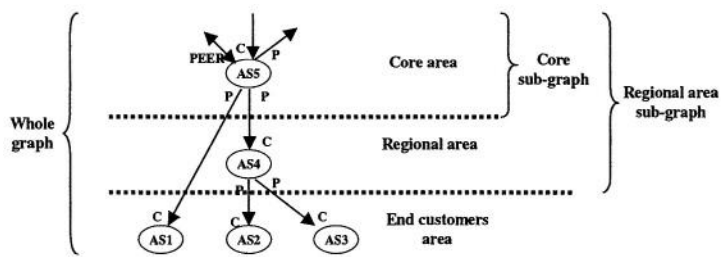 C
P
PEER
AS5
Core area
Core
sub-graph
P
P
Regional area
sub-graph
Whole
graph
C
Regional area
AS4
P
P
C
C
C
End customers
area
AS1
AS2
AS3